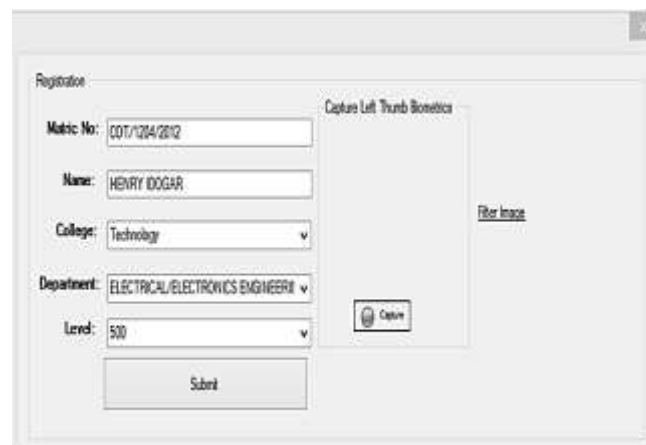 Registration
Capture Left Thumb Biometrics
Matric No: COT/1204/2012
Name: HENRY IDOGAR
Filter Image
College: Technology
Department: ELECTRICAL/ELECTRONICS ENGINEERI
Capture
Level: 500
Submit